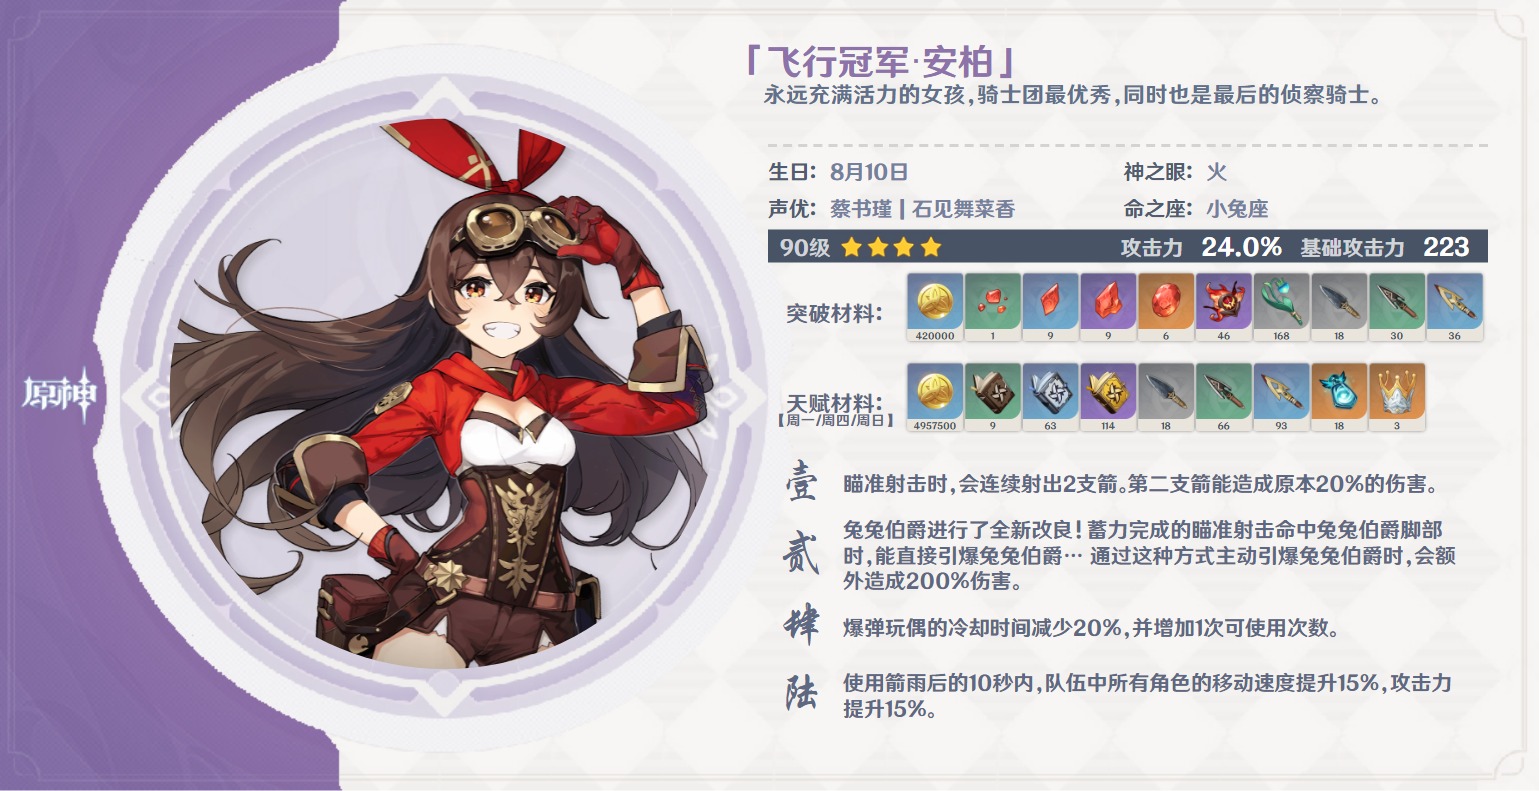 「飞行冠军·安柏」
永远充满活力的女孩,骑士团最优秀,同时也是最后的侦察骑士。
生日: 8月10日 神之眼: 火
声优: 蔡书瑾 | 石见舞菜香 命之座: 小兔座
90级 攻击力 24.0% 基础攻击力 223
突破材料:
420000 1 9 9 6 46 168 18 30 36
天赋材料:
【周一/周四/周日】
4957500 9 63 114 18 66 93 18 3
原神
壹 瞄准射击时,会连续射出2支箭。第二支箭能造成原本20%的伤害。
贰 兔兔伯爵进行了全新改良!蓄力完成的瞄准射击命中兔兔伯爵脚部
时,能直接引爆兔兔伯爵… 通过这种方式主动引爆兔兔伯爵时,会额
外造成200%伤害。
肆 爆弹玩偶的冷却时间减少20%,并增加1次可使用次数。
陆 使用箭雨后的10秒内,队伍中所有角色的移动速度提升15%,攻击力
提升15%。